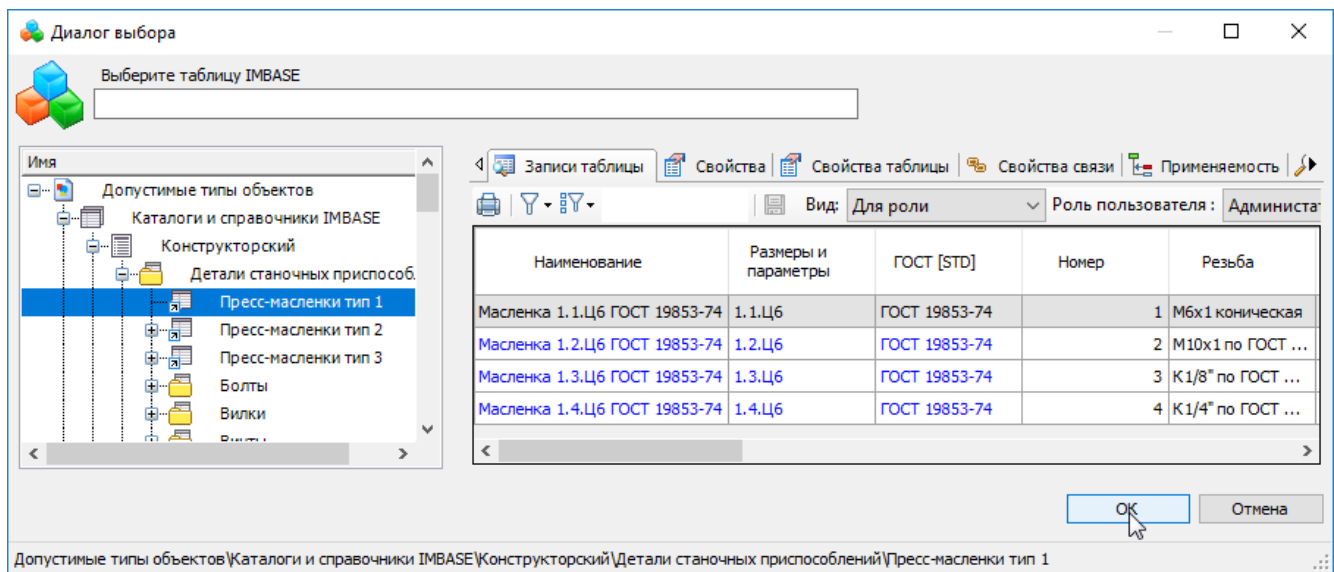 Диалог выбора
Выберите таблицу IMBASE
Имя
Допустимые типы объектов
Каталоги и справочники IMBASE
Конструкторский
Детали станочных приспособ.
Пресс-масленки тип 1
Пресс-масленки тип 2
Пресс-масленки тип 3
Болты
Вилки
Записи таблицы Свойства Свойства таблицы Свойства связи Применяемость
Вид: Для роли Роль пользователя : Администа
Наименование Размеры и параметры ГОСТ [STD] Номер Резьба
Масленка 1.1.Ц6 ГОСТ 19853-74 1.1.Ц6 ГОСТ 19853-74 1 М6х1 коническая
Масленка 1.2.Ц6 ГОСТ 19853-74 1.2.Ц6 ГОСТ 19853-74 2 М10х1 по ГОСТ ...
Масленка 1.3.Ц6 ГОСТ 19853-74 1.3.Ц6 ГОСТ 19853-74 3 К1/8" по ГОСТ ...
Масленка 1.4.Ц6 ГОСТ 19853-74 1.4.Ц6 ГОСТ 19853-74 4 К1/4" по ГОСТ ...
ОК Отмена
Допустимые типы объектов\Каталоги и справочники IMBASE\Конструкторский\Детали станочных приспособлений\Пресс-масленки тип 1